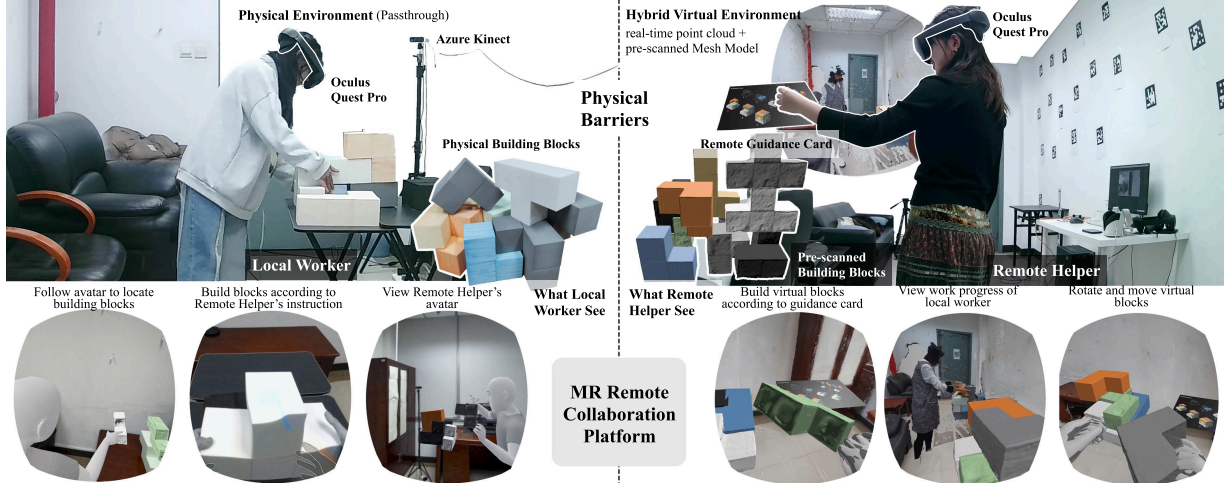 Physical Environment (Passthrough)
Azure Kinect
Oculus
Quest Pro
Physical
Barriers
Physical Building Blocks
Local Worker
Hybrid Virtual Environment
real-time point cloud +
pre-scanned Mesh Model
Oculus
Quest Pro
Remote Guidance Card
Pre-scanned
Building Blocks
Remote Helper
Follow avatar to locate
building blocks
Build blocks according to
Remote Helper's instruction
View Remote Helper's
avatar
What Local
Worker See
What Remote
Helper See
Build virtual blocks
according to guidance card
View work progress of
local worker
Rotate and move virtual
blocks
MR Remote
Collaboration
Platform